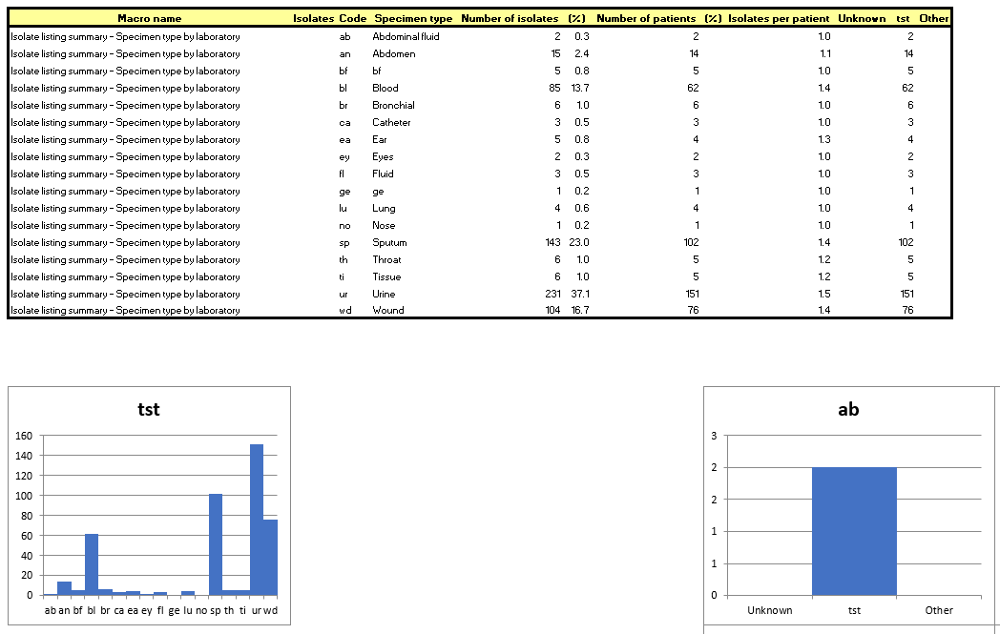 Macro name Isolates Code Specimen type Number of isolates (%) Number of patients (%) Isolates per patient Unknown tst Other
Isolate listing summary - Specimen type by laboratory ab Abdominal fluid 2 0.3 2 1.0 2
Isolate listing summary - Specimen type by laboratory an Abdomen 15 2.4 14 1.1 14
Isolate listing summary - Specimen type by laboratory bf bf 5 0.8 5 1.0 5
Isolate listing summary - Specimen type by laboratory bl Blood 85 13.7 62 1.4 62
Isolate listing summary - Specimen type by laboratory br Bronchial 6 1.0 6 1.0 6
Isolate listing summary - Specimen type by laboratory ca Catheter 3 0.5 3 1.0 3
Isolate listing summary - Specimen type by laboratory ea Ear 5 0.8 4 1.3 4
Isolate listing summary - Specimen type by laboratory ey Eyes 2 0.3 2 1.0 2
Isolate listing summary - Specimen type by laboratory fl Fluid 3 0.5 3 1.0 3
Isolate listing summary - Specimen type by laboratory ge ge 1 0.2 1 1.0 1
Isolate listing summary - Specimen type by laboratory lu Lung 4 0.6 4 1.0 4
Isolate listing summary - Specimen type by laboratory no Nose 1 0.2 1 1.0 1
Isolate listing summary - Specimen type by laboratory sp Sputum 143 23.0 102 1.4 102
Isolate listing summary - Specimen type by laboratory th Throat 6 1.0 5 1.2 5
Isolate listing summary - Specimen type by laboratory ti Tissue 6 1.0 5 1.2 5
Isolate listing summary - Specimen type by laboratory ur Urine 231 37.1 151 1.5 151
Isolate listing summary - Specimen type by laboratory wd Wound 104 16.7 76 1.4 76
tst
160
140
120
100
80
60
40
20
0
ab an bf bl br ca ea ey fl ge lu no sp th ti ur wd
ab
3
2
2
1
1
0
Unknown tst Other